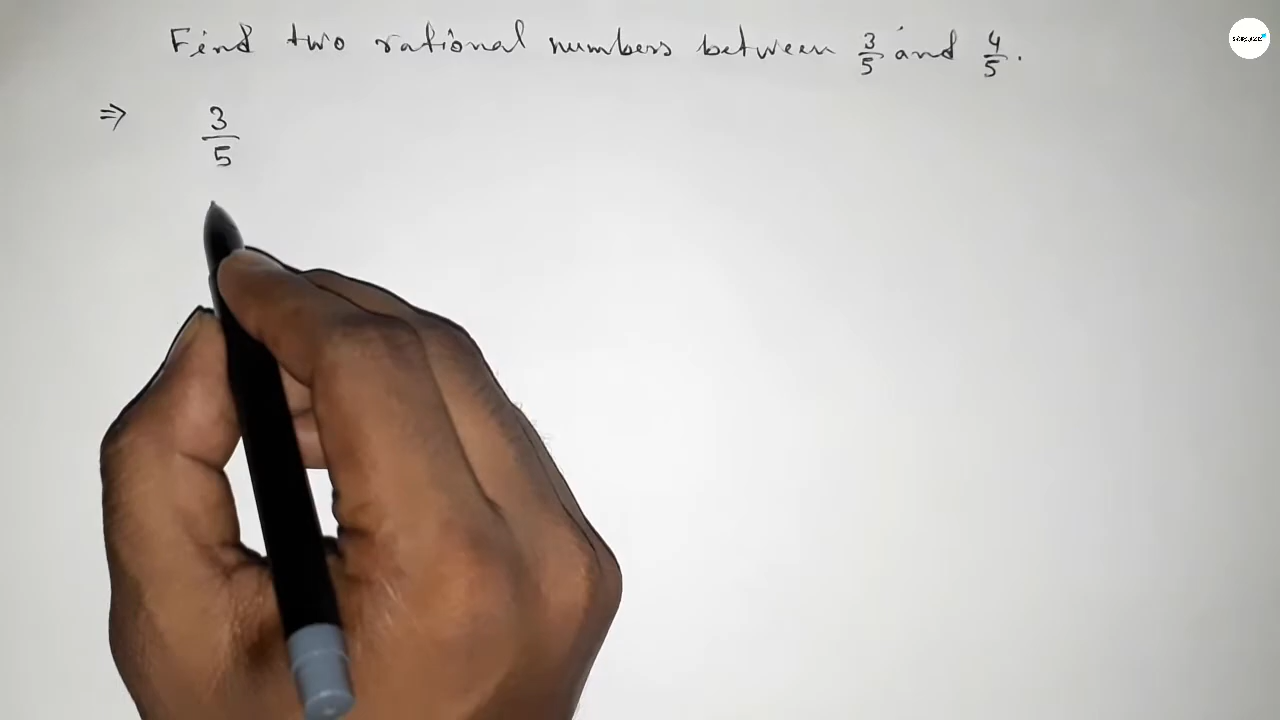 Find two rational numbers between 3/5 and 4/5.
⇒ 3/5